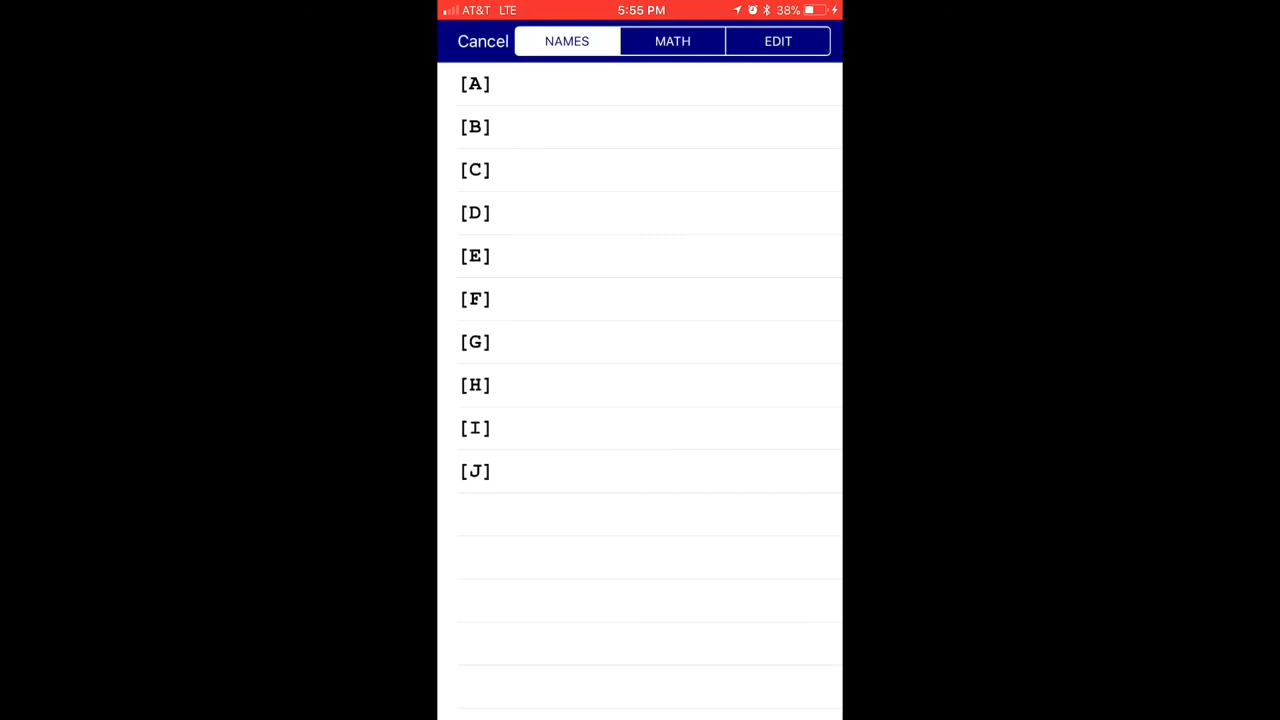 AT&T LTE 5:55 PM 38%
Cancel NAMES MATH EDIT
[A]
[B]
[C]
[D]
[E]
[F]
[G]
[H]
[I]
[J]